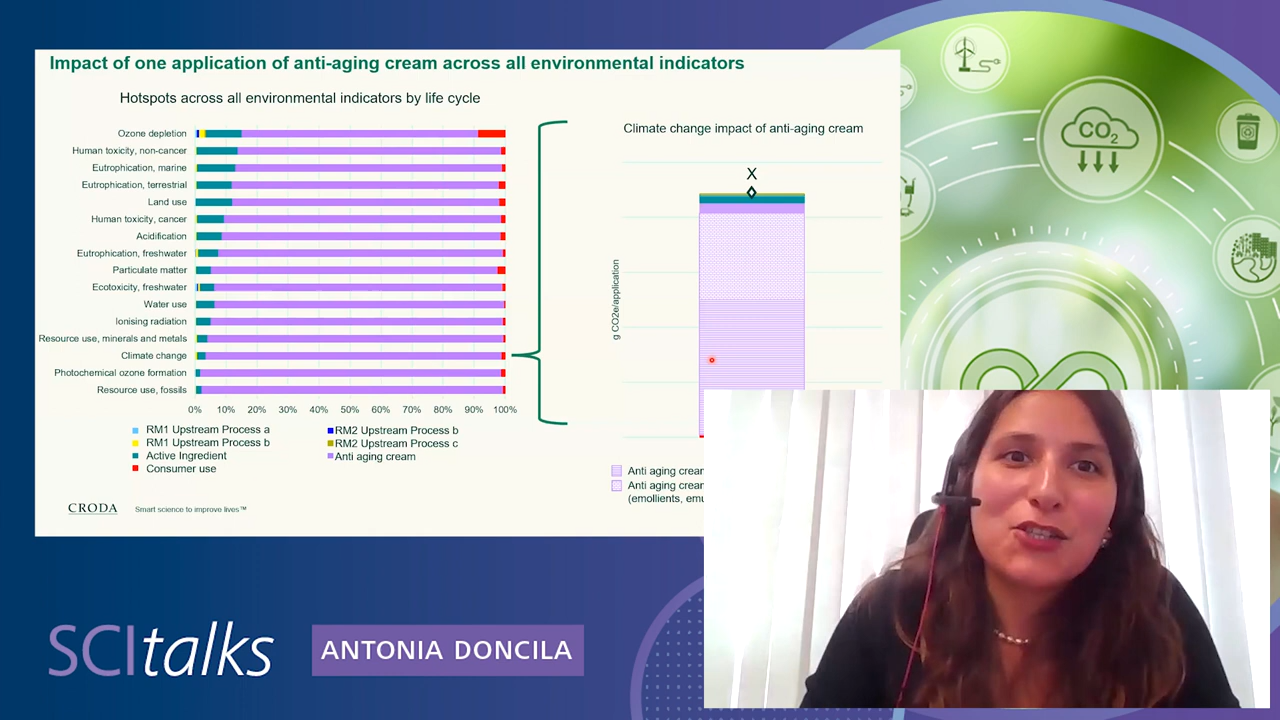 Impact of one application of anti-aging cream across all environmental indicators
Hotspots across all environmental indicators by life cycle
Ozone depletion
Human toxicity, non-cancer
Eutrophication, marine
Eutrophication, terrestrial
Land use
Human toxicity, cancer
Acidification
Eutrophication, freshwater
Particulate matter
Ecotoxicity, freshwater
Water use
Ionising radiation
Resource use, minerals and metals
Climate change
Photochemical ozone formation
Resource use, fossils
0% 10% 20% 30% 40% 50% 60% 70% 80% 90% 100%
RM1 Upstream Process a
RM2 Upstream Process b
RM1 Upstream Process b
RM2 Upstream Process c
Active Ingredient
Anti aging cream
Consumer use
CRODA
Smart science to improve lives™
Climate change impact of anti-aging cream
X
g CO2e/application
Anti aging
Anti aging
(emollients,
CO₂
SCItalks
ANTONIA DONCILA